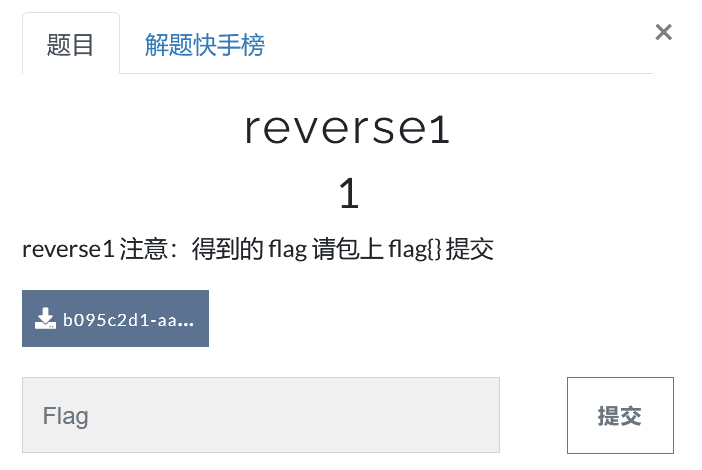 题目 解题快手榜 ×
reverse1
1
reverse1 注意：得到的 flag 请包上 flag{} 提交
b095c2d1-aa...
Flag 提交